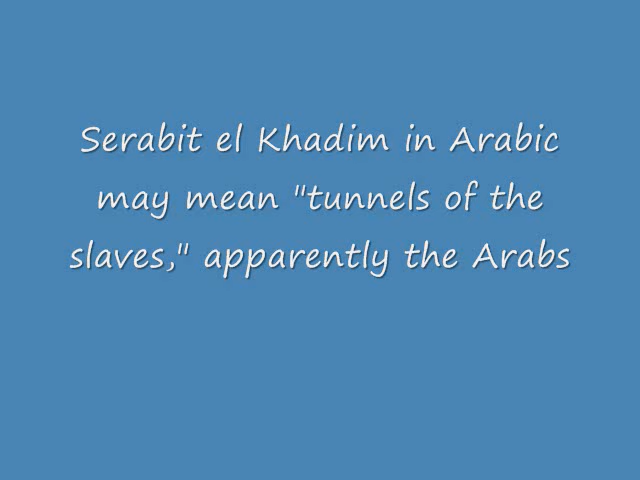 Serabit el Khadim in Arabic
may mean "tunnels of the
slaves," apparently the Arabs